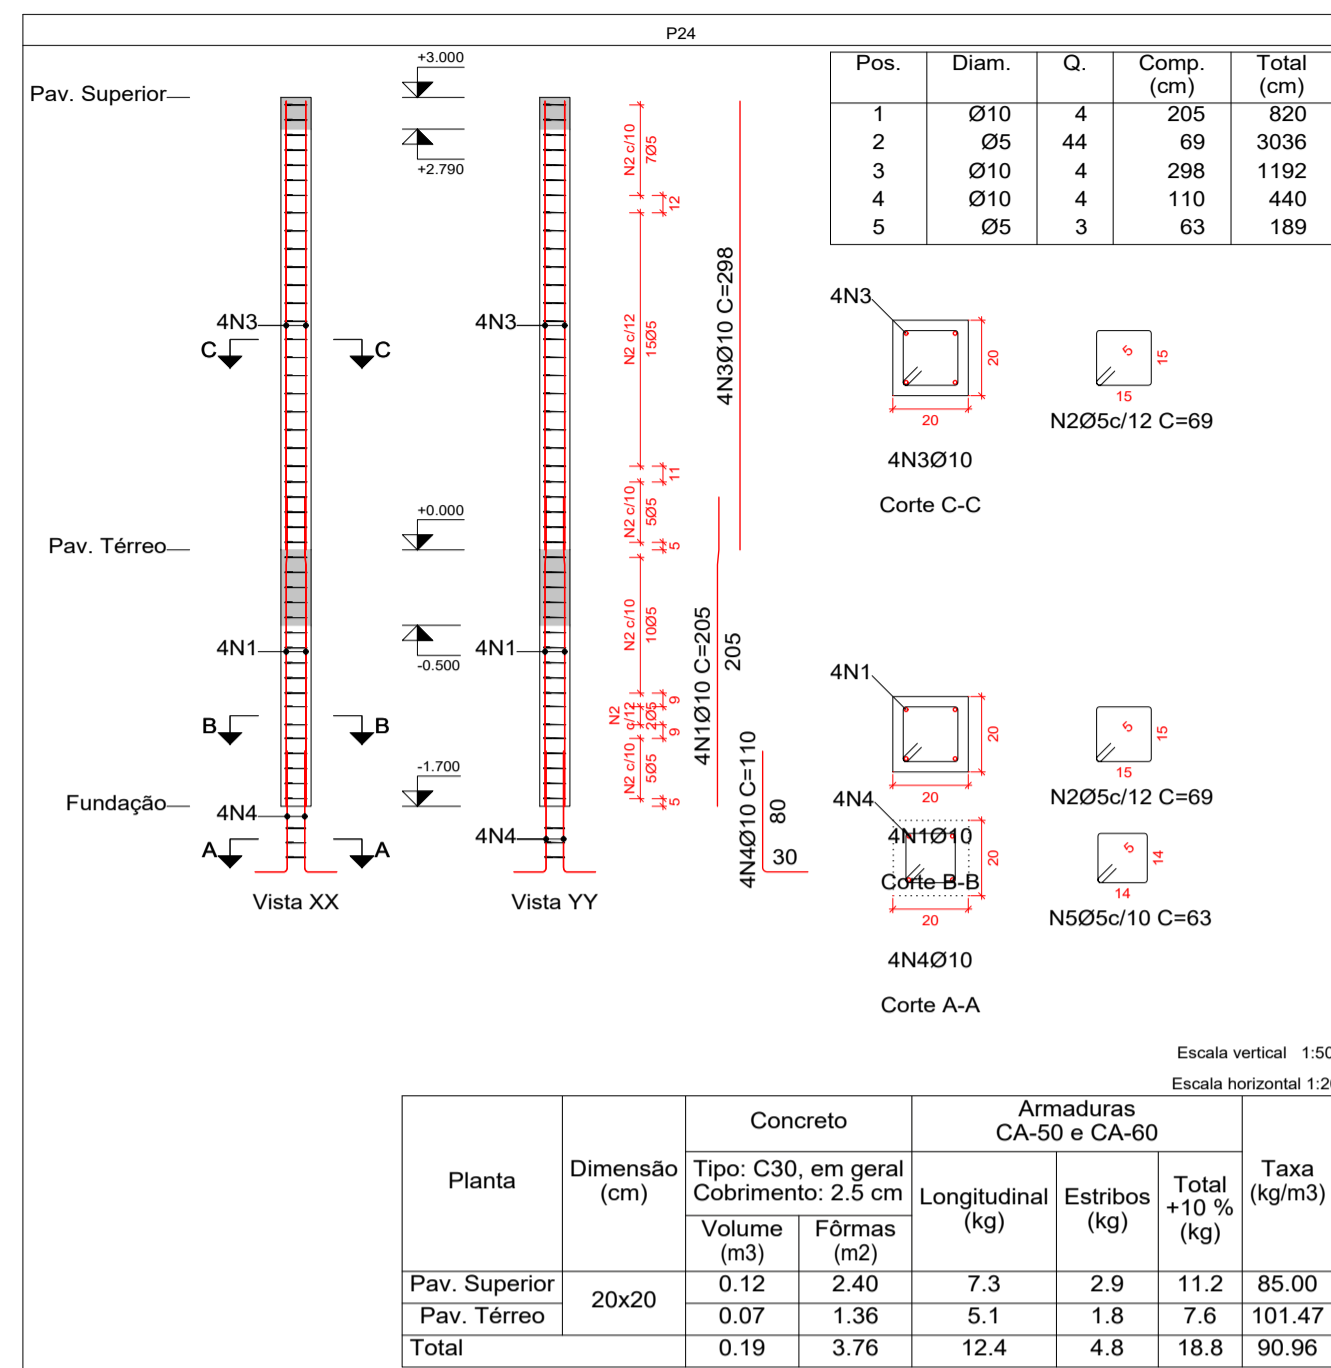 P24
Pos. Diam. Q. Comp. (cm) Total (cm)
1 Ø10 4 205 820
2 Ø5 44 69 3036
3 Ø10 4 298 1192
4 Ø10 4 110 440
5 Ø5 3 63 189
Pav. Superior
+3.000
+2.790
4N3
C C
Pav. Térreo
+0.000
4N1
-0.500
B B
Fundação
-1.700
4N4
A A
Vista XX
4N3
4N1
4N4
Vista YY
N2 c/10
7Ø5
12
N2 c/12
15Ø5
11
N2 c/10
5Ø5
5
N2 c/10
10Ø5
9
N2
c/12
2Ø5
9
N2 c/10
5Ø5
5
4N3Ø10 C=298
4N1Ø10 C=205
205
4N4Ø10 C=110
80
30
4N3
20
20
4N3Ø10
Corte C-C
5
15
15
N2Ø5c/12 C=69
4N1
20
20
4N1Ø10
Corte B-B
5
15
15
N2Ø5c/12 C=69
4N4
20
20
4N4Ø10
Corte A-A
5
14
14
N5Ø5c/10 C=63
Escala vertical 1:50
Escala horizontal 1:20
Planta
Dimensão
(cm)
Concreto
Tipo: C30, em geral
Cobrimento: 2.5 cm
Volume
(m3)
Fôrmas
(m2)
Armaduras
CA-50 e CA-60
Longitudinal
(kg)
Estribos
(kg)
Total
+10 %
(kg)
Taxa
(kg/m3)
Pav. Superior 20x20 0.12 2.40 7.3 2.9 11.2 85.00
Pav. Térreo 0.07 1.36 5.1 1.8 7.6 101.47
Total 0.19 3.76 12.4 4.8 18.8 90.96